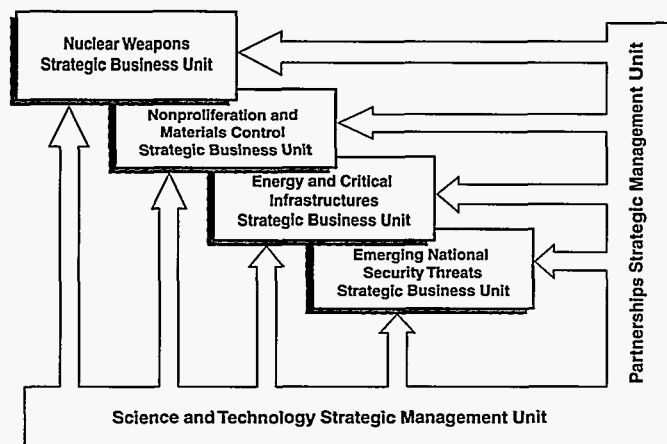 Nuclear Weapons
Strategic Business Unit
Nonproliferation and
Materials Control
Strategic Business Unit
Energy and Critical
Infrastructures
Strategic Business Unit
Emerging National
Security Threats
Strategic Business Unit
Partnerships Strategic Management Unit
Science and Technology Strategic Management Unit